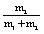 m₁
m₁ + m₂